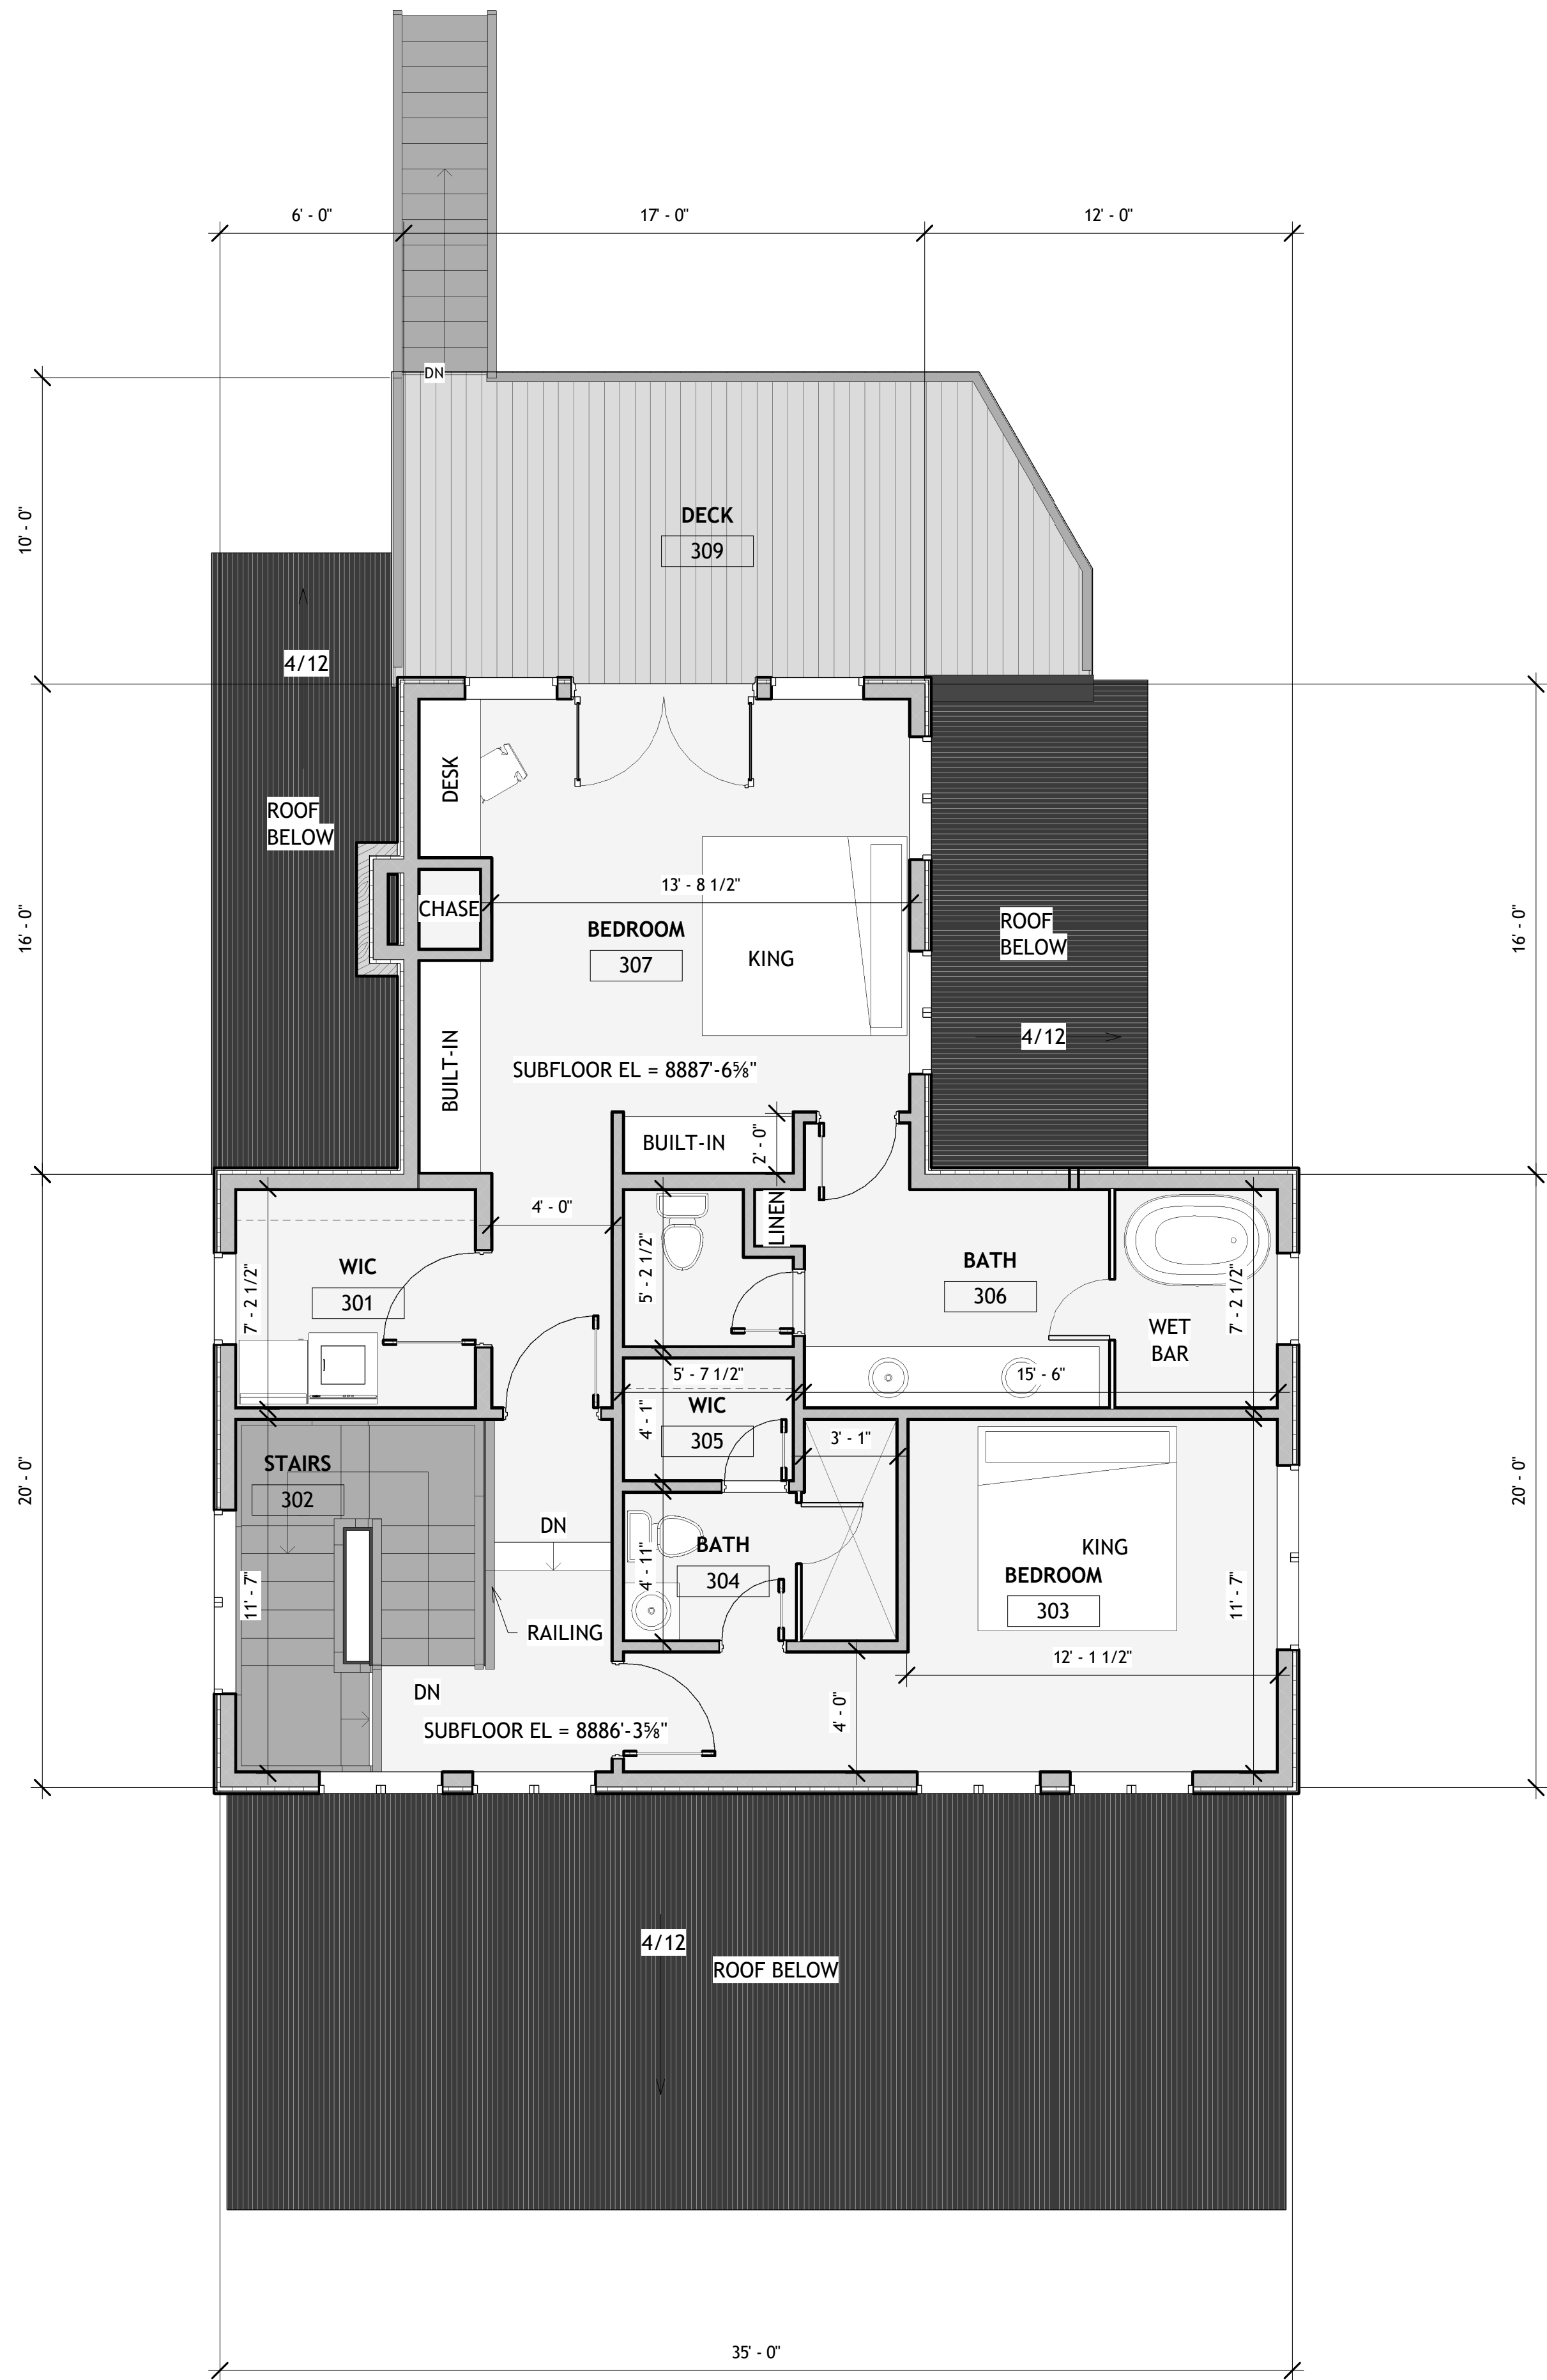 6' - 0"
17' - 0"
12' - 0"
DN
10' - 0"
DECK
309
4/12
ROOF
BELOW
DESK
16' - 0"
CHASE
13' - 8 1/2"
BEDROOM
307
KING
ROOF
BELOW
16' - 0"
4/12
BUILT-IN
SUBFLOOR EL = 8887'-6⅝"
BUILT-IN
2' - 0"
LINEN
4' - 0"
WIC
301
7' - 2 1/2"
5' - 2 1/2"
BATH
306
WET
BAR
7' - 2 1/2"
5' - 7 1/2"
15' - 6"
WIC
305
4' - 1"
3' - 1"
STAIRS
302
20' - 0"
20' - 0"
DN
BATH
304
4' - 11"
KING
BEDROOM
303
11' - 7"
11' - 7"
RAILING
12' - 1 1/2"
DN
4' - 0"
SUBFLOOR EL = 8886'-3⅝"
4/12
ROOF BELOW
35' - 0"